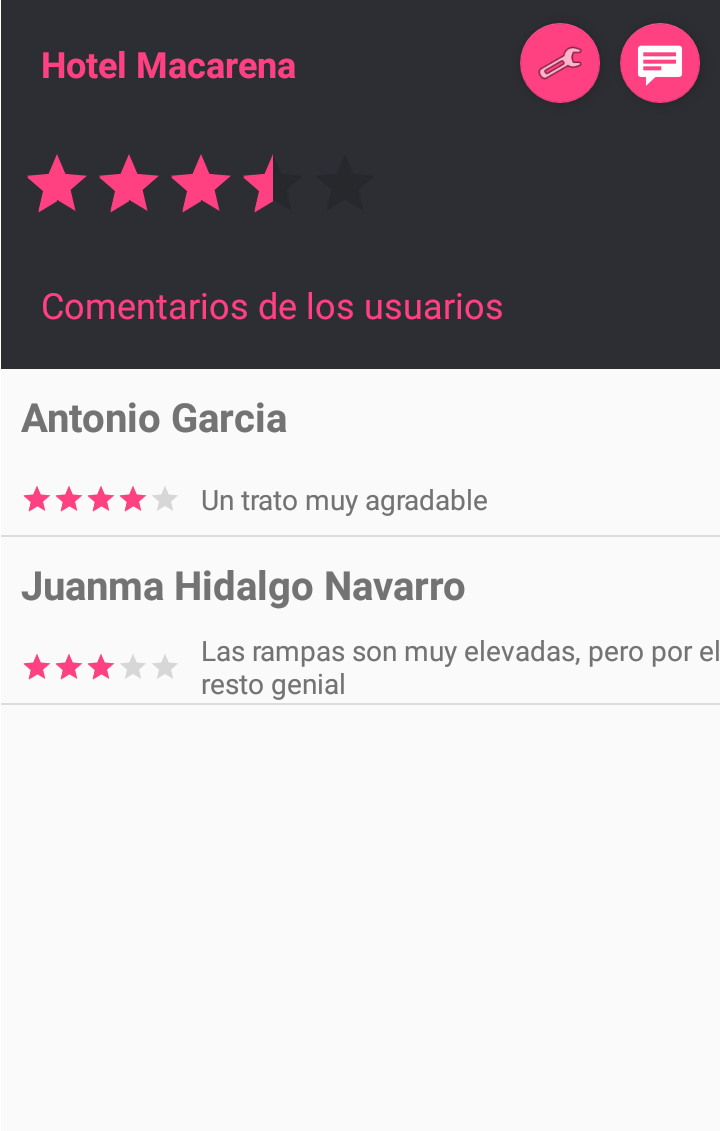 Hotel Macarena
Comentarios de los usuarios
Antonio Garcia
Un trato muy agradable
Juanma Hidalgo Navarro
Las rampas son muy elevadas, pero por el
resto genial